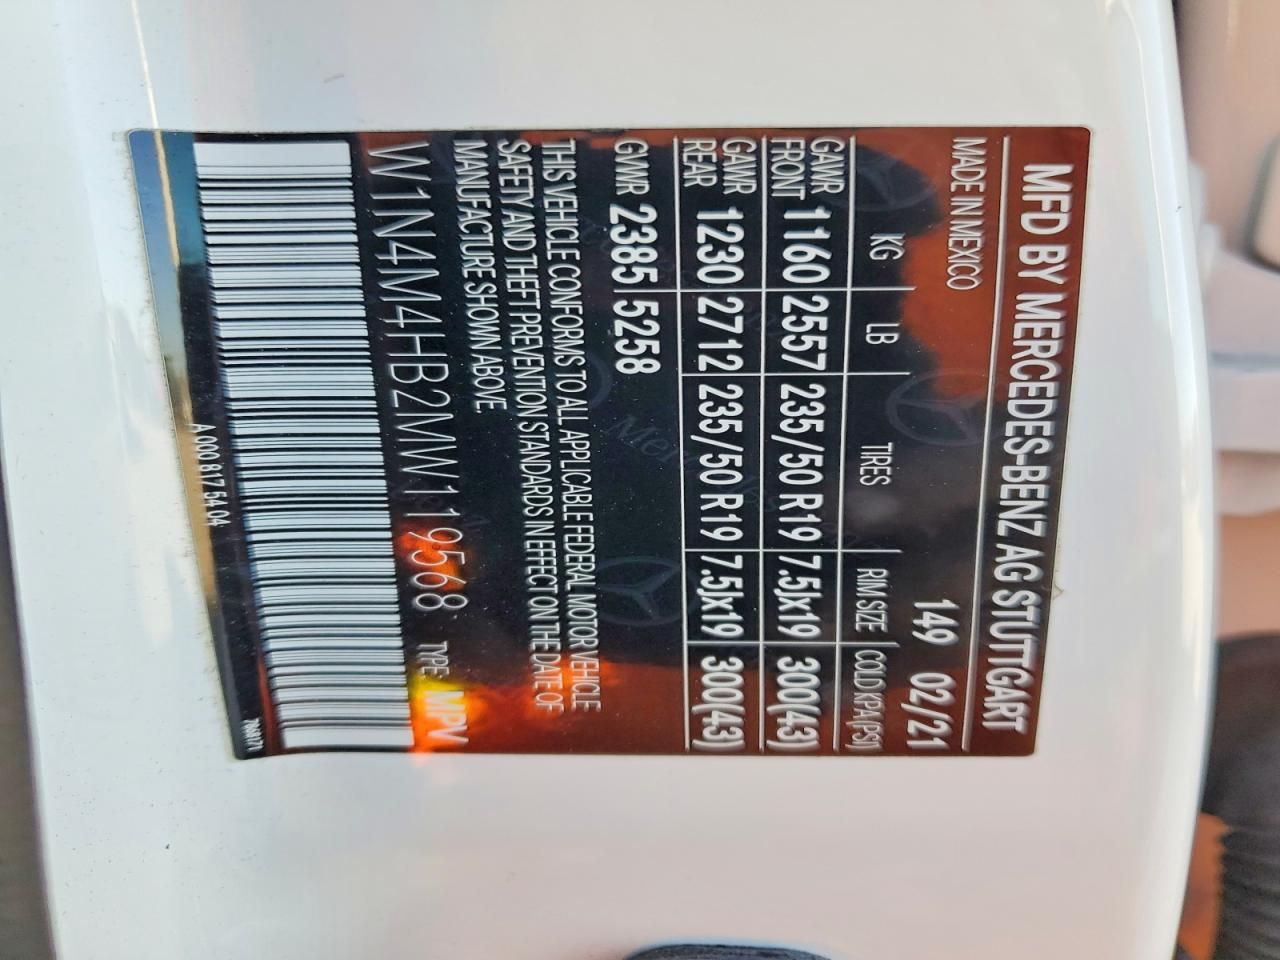 MFD BY MERCEDES-BENZ AG STUTTGART
MADE IN MEXICO 149 02/21
KG LB TIRES RIM SIZE COLD KPA(PSI)
GAWR FRONT 1160 2557 235/50 R19 7.5Jx19 300(43)
GAWR REAR 1230 2712 235/50 R19 7.5Jx19 300(43)
GVWR 2385 5258
THIS VEHICLE CONFORMS TO ALL APPLICABLE FEDERAL MOTOR VEHICLE
SAFETY AND THEFT PREVENTION STANDARDS IN EFFECT ON THE DATE OF
MANUFACTURE SHOWN ABOVE
W1N4M4HB2MW119568 TYPE: MPV
A 000 817 54 04